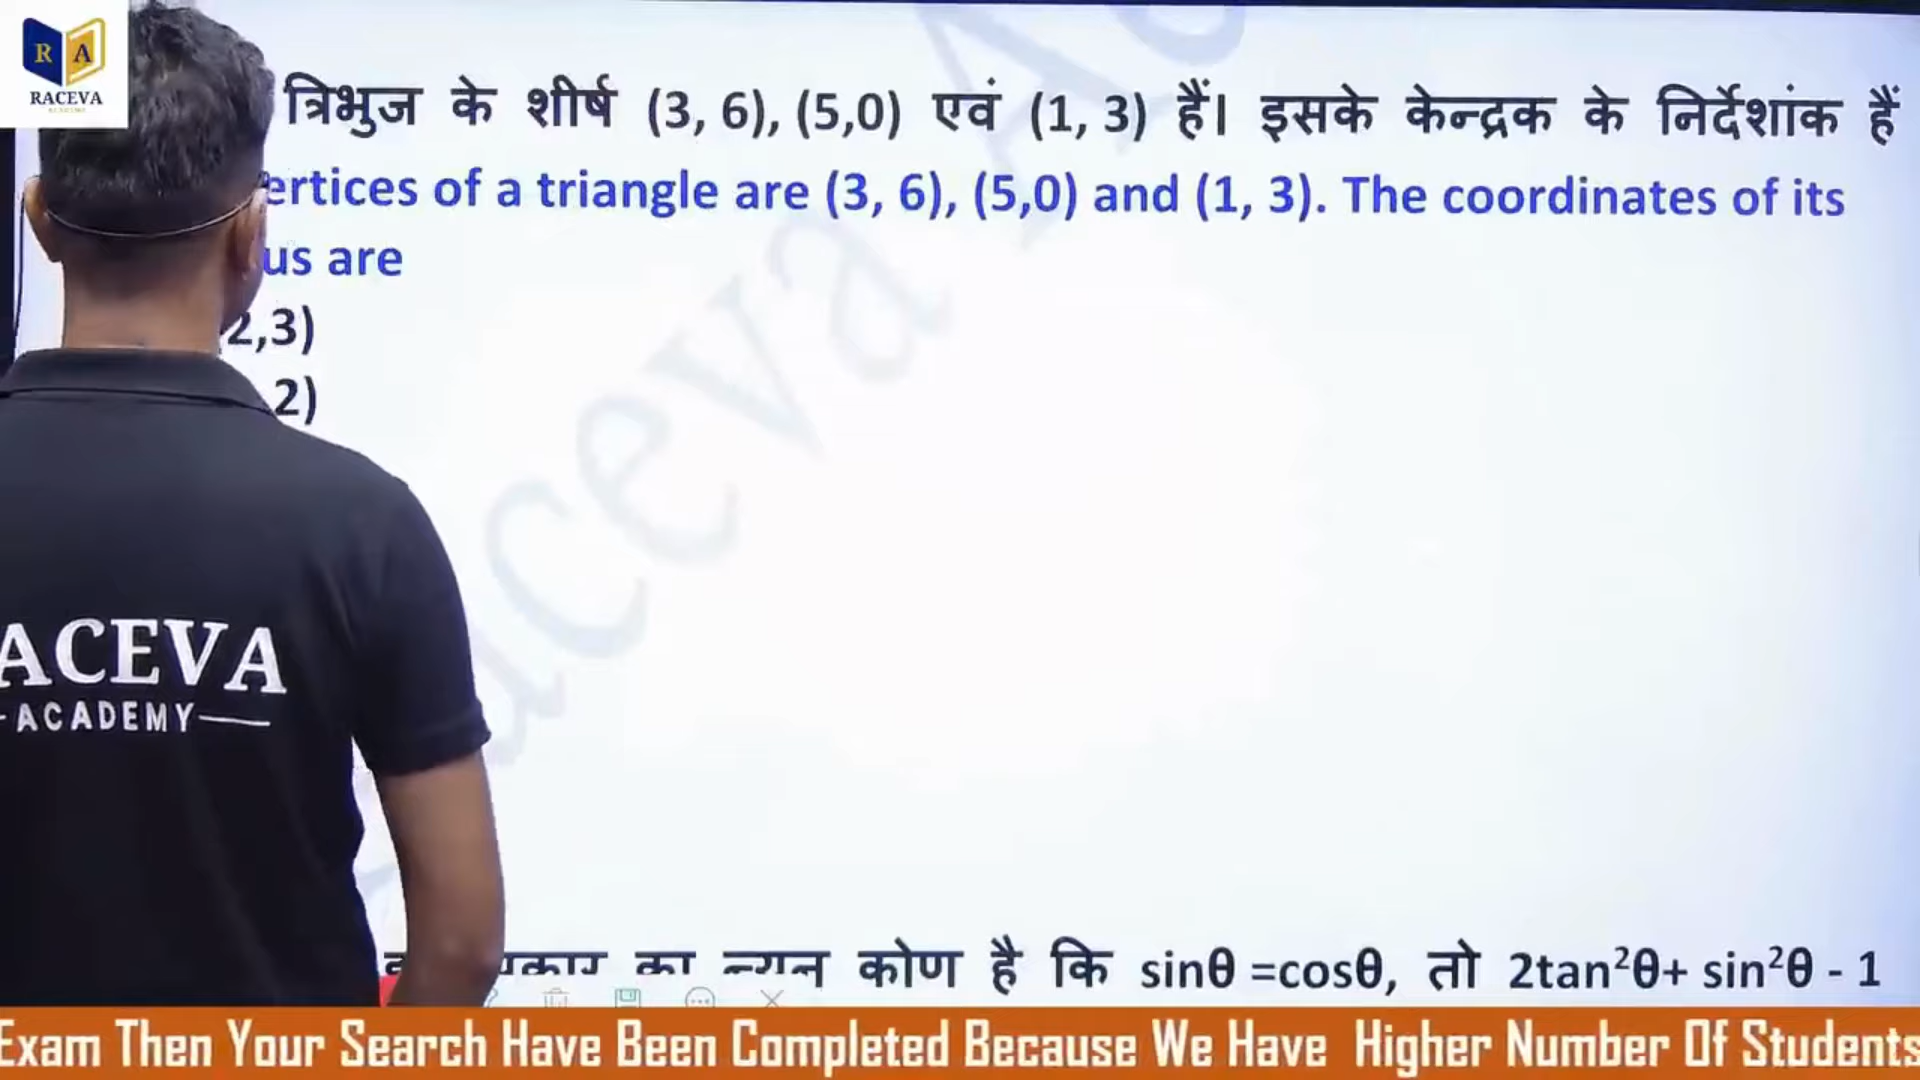 R A
RACEVA
त्रिभुज के शीर्ष (3, 6), (5,0) एवं (1, 3) हैं। इसके केन्द्रक के निर्देशांक हैं
ertices of a triangle are (3, 6), (5,0) and (1, 3). The coordinates of its
us are
2,3)
2)
Raceva Ac
ACEVA
ACADEMY
कोण है कि sinθ =cosθ, तो 2tan²θ+ sin²θ - 1
Exam Then Your Search Have Been Completed Because We Have Higher Number Of Students